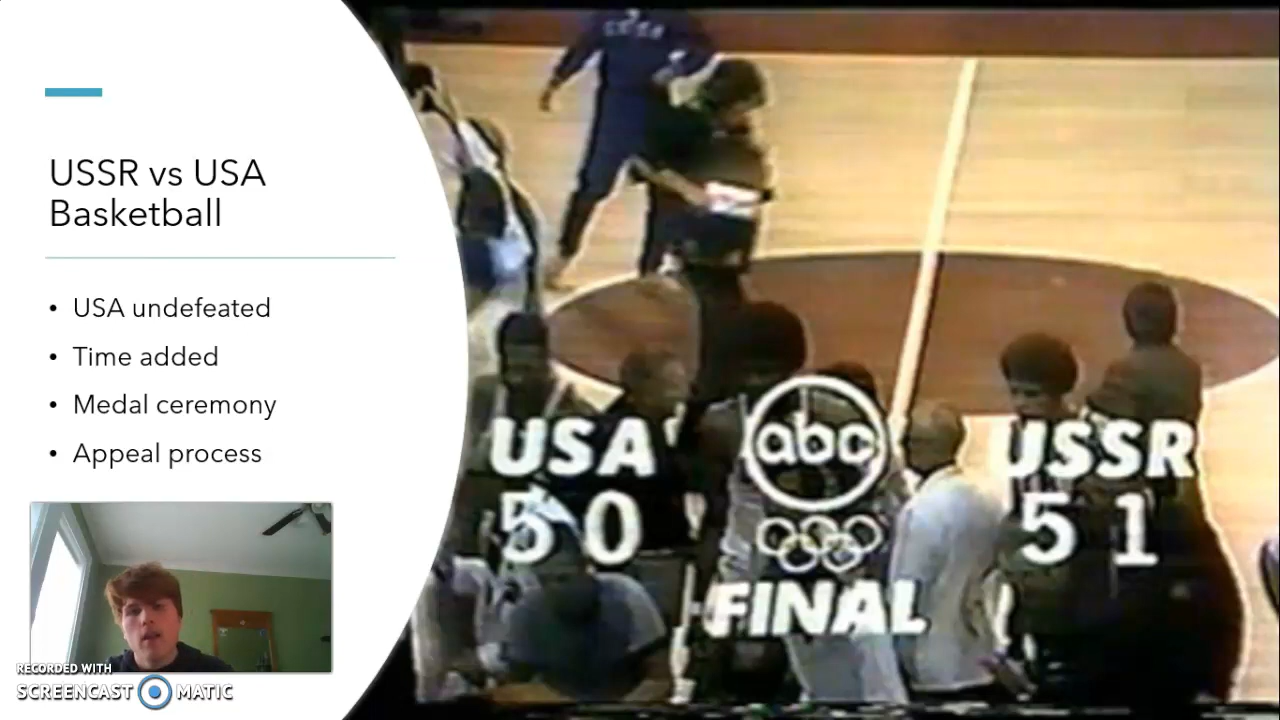 USSR vs USA
Basketball
• USA undefeated
• Time added
• Medal ceremony
• Appeal process
USA abc USSR
50 51
FINAL
RECORDED WITH
SCREENCAST MATIC